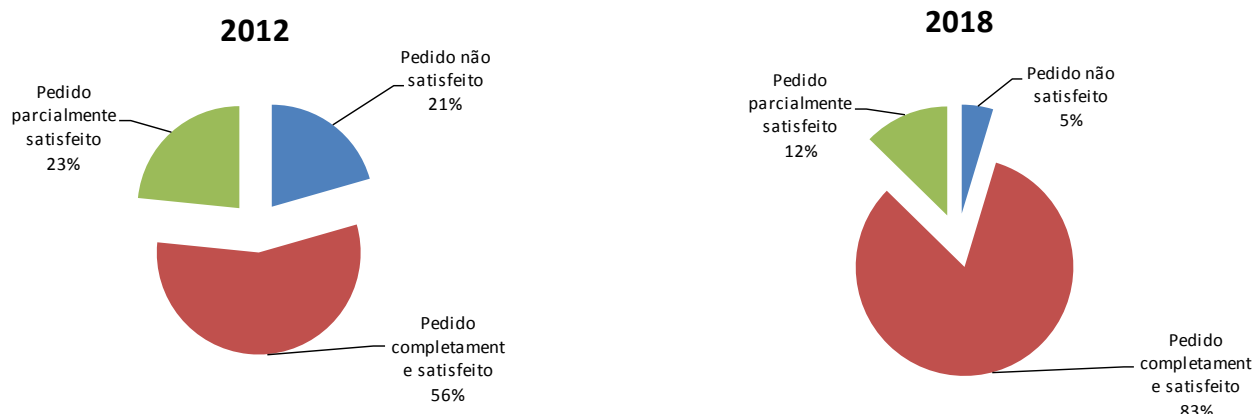 2012
Pedido não
satisfeito
21%
Pedido
parcialmente
satisfeito
23%
Pedido
completament
e satisfeito
56%
2018
Pedido não
satisfeito
5%
Pedido
parcialmente
satisfeito
12%
Pedido
completament
e satisfeito
83%